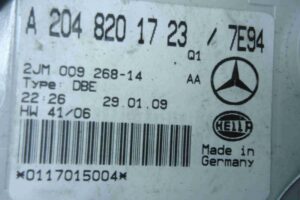 A 204 820 17 23 / 7E94
Q1
2JM 009 268-14 AA
Type: DBE
22:26 29.01.09
HW 41/06
HELLA
Made in
Germany
*0117015004*